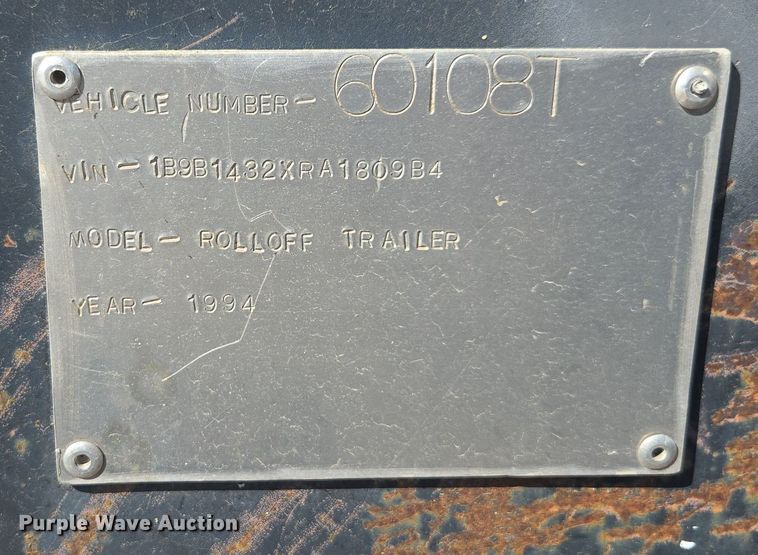 VEHICLE NUMBER- 60108T
VIN- 1B9B1432XRA1809B4
MODEL- ROLLOFF TRAILER
YEAR- 1994
Purple Wave Auction